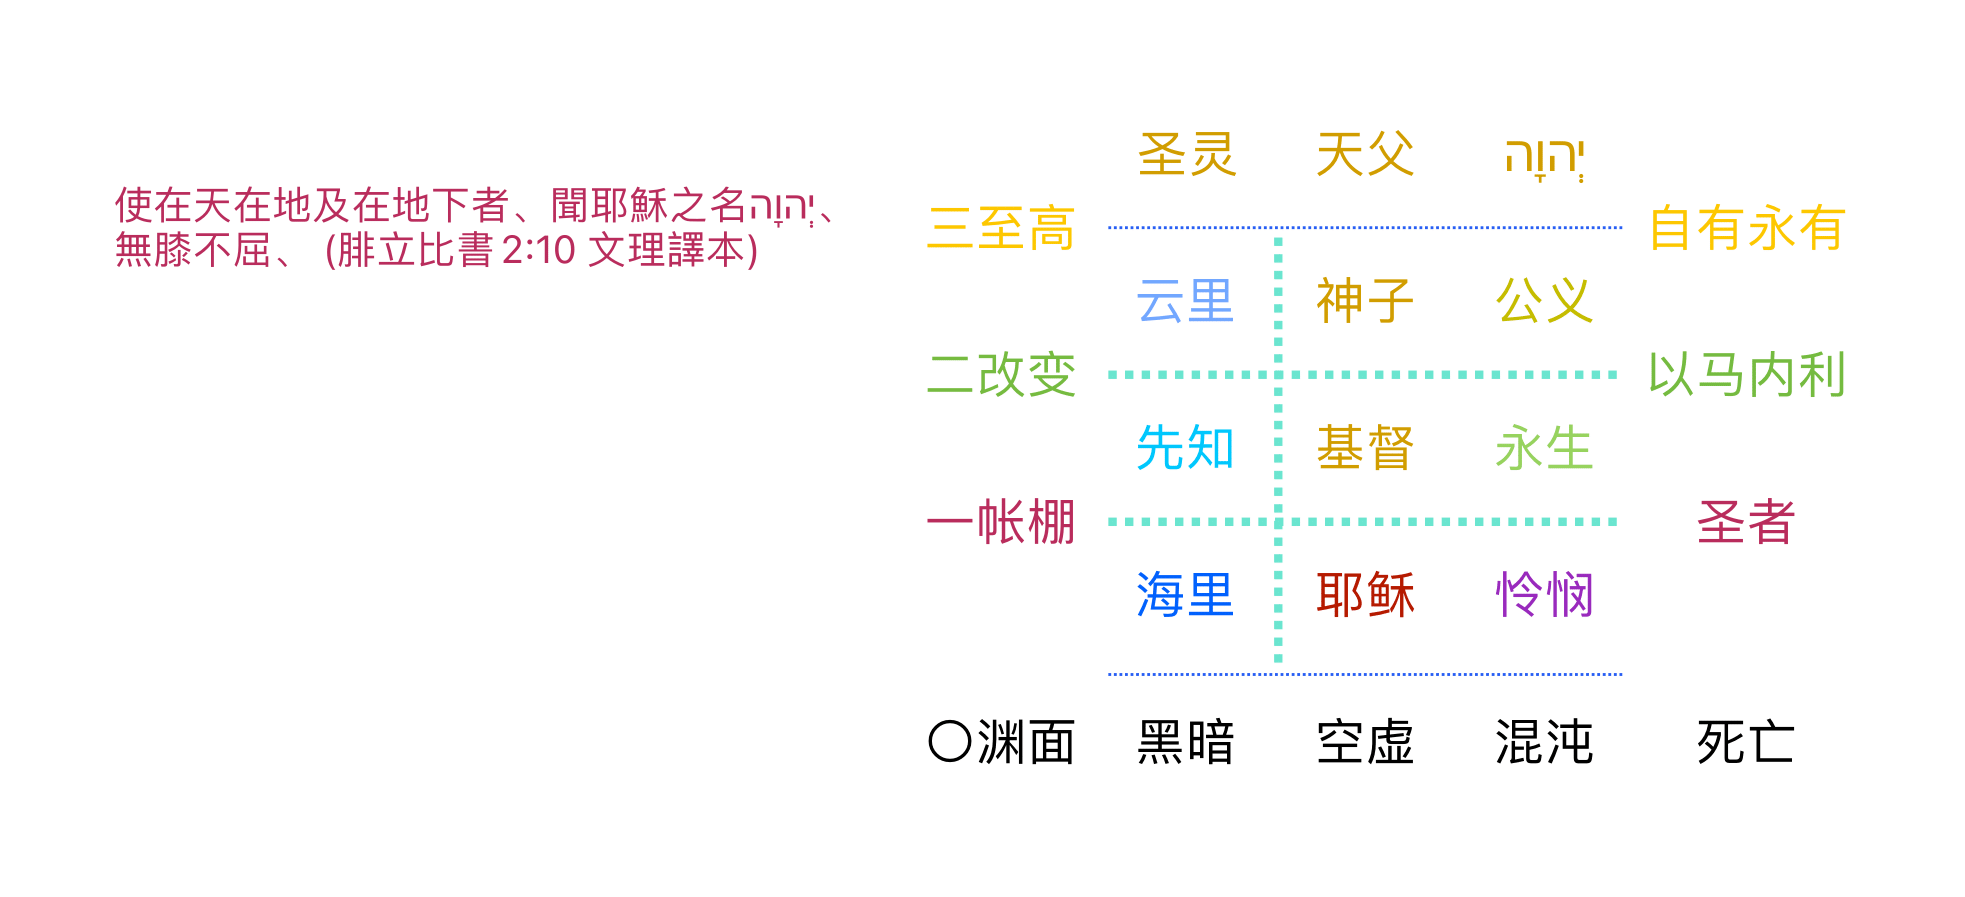 使在天在地及在地下者、聞耶穌之名יְהוָה、
無膝不屈、 (腓立比書 2:10 文理譯本)
圣灵 天父 יְהוָה
三至高 自有永有
云里 神子 公义
二改变 以马内利
先知 基督 永生
一帐棚 圣者
海里 耶稣 怜悯
〇渊面 黑暗 空虚 混沌 死亡